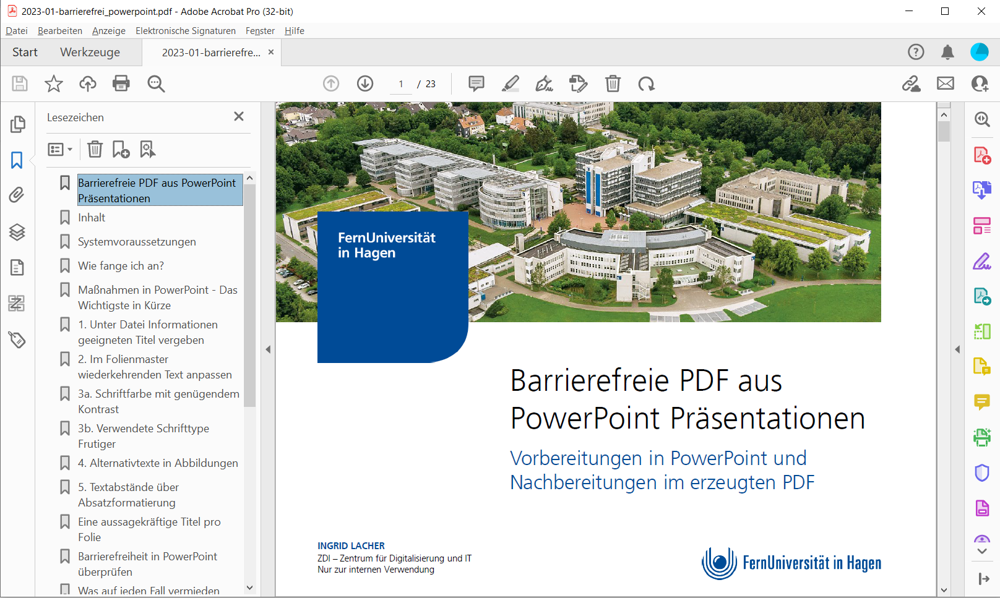 2023-01-barrierefrei_powerpoint.pdf - Adobe Acrobat Pro (32-bit)
Datei Bearbeiten Anzeige Elektronische Signaturen Fenster Hilfe
Start Werkzeuge 2023-01-barrierefre...
1 / 23
Lesezeichen
Barrierefreie PDF aus PowerPoint
Präsentationen
Inhalt
Systemvoraussetzungen
Wie fange ich an?
Maßnahmen in PowerPoint - Das
Wichtigste in Kürze
1. Unter Datei Informationen
geeigneten Titel vergeben
2. Im Folienmaster
wiederkehrenden Text anpassen
3a. Schriftfarbe mit genügendem
Kontrast
3b. Verwendete Schrifttype
Frutiger
4. Alternativtexte in Abbildungen
5. Textabstände über
Absatzformatierung
Eine aussagekräftige Titel pro
Folie
Barrierefreiheit in PowerPoint
überprüfen
Was auf jeden Fall vermieden
FernUniversität
in Hagen
Barrierefreie PDF aus
PowerPoint Präsentationen
Vorbereitungen in PowerPoint und
Nachbereitungen im erzeugten PDF
INGRID LACHER
ZDI – Zentrum für Digitalisierung und IT
Nur zur internen Verwendung
FernUniversität in Hagen